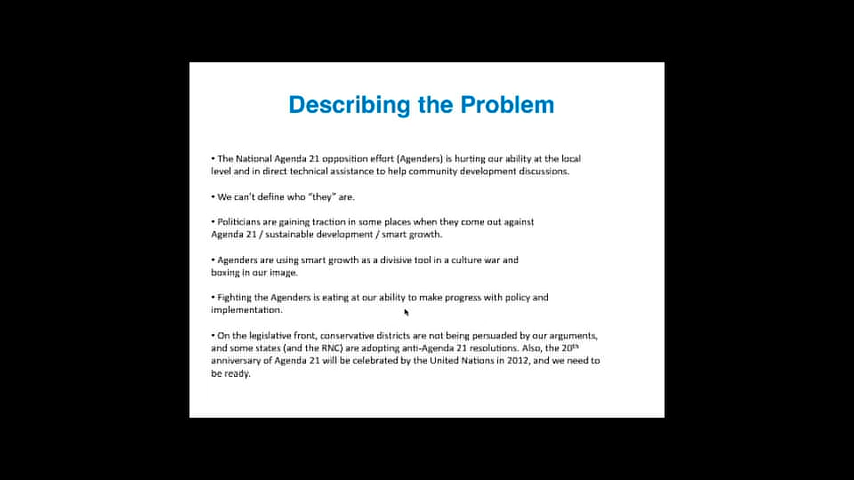 Describing the Problem
• The National Agenda 21 opposition effort (Agenders) is hurting our ability at the local
level and in direct technical assistance to help community development discussions.
• We can't define who "they" are.
• Politicians are gaining traction in some places when they come out against
Agenda 21 / sustainable development / smart growth.
• Agenders are using smart growth as a divisive tool in a culture war and
boxing in our image.
• Fighting the Agenders is eating at our ability to make progress with policy and
implementation.
• On the legislative front, conservative districts are not being persuaded by our arguments,
and some states (and the RNC) are adopting anti-Agenda 21 resolutions. Also, the 20th
anniversary of Agenda 21 will be celebrated by the United Nations in 2012, and we need to
be ready.